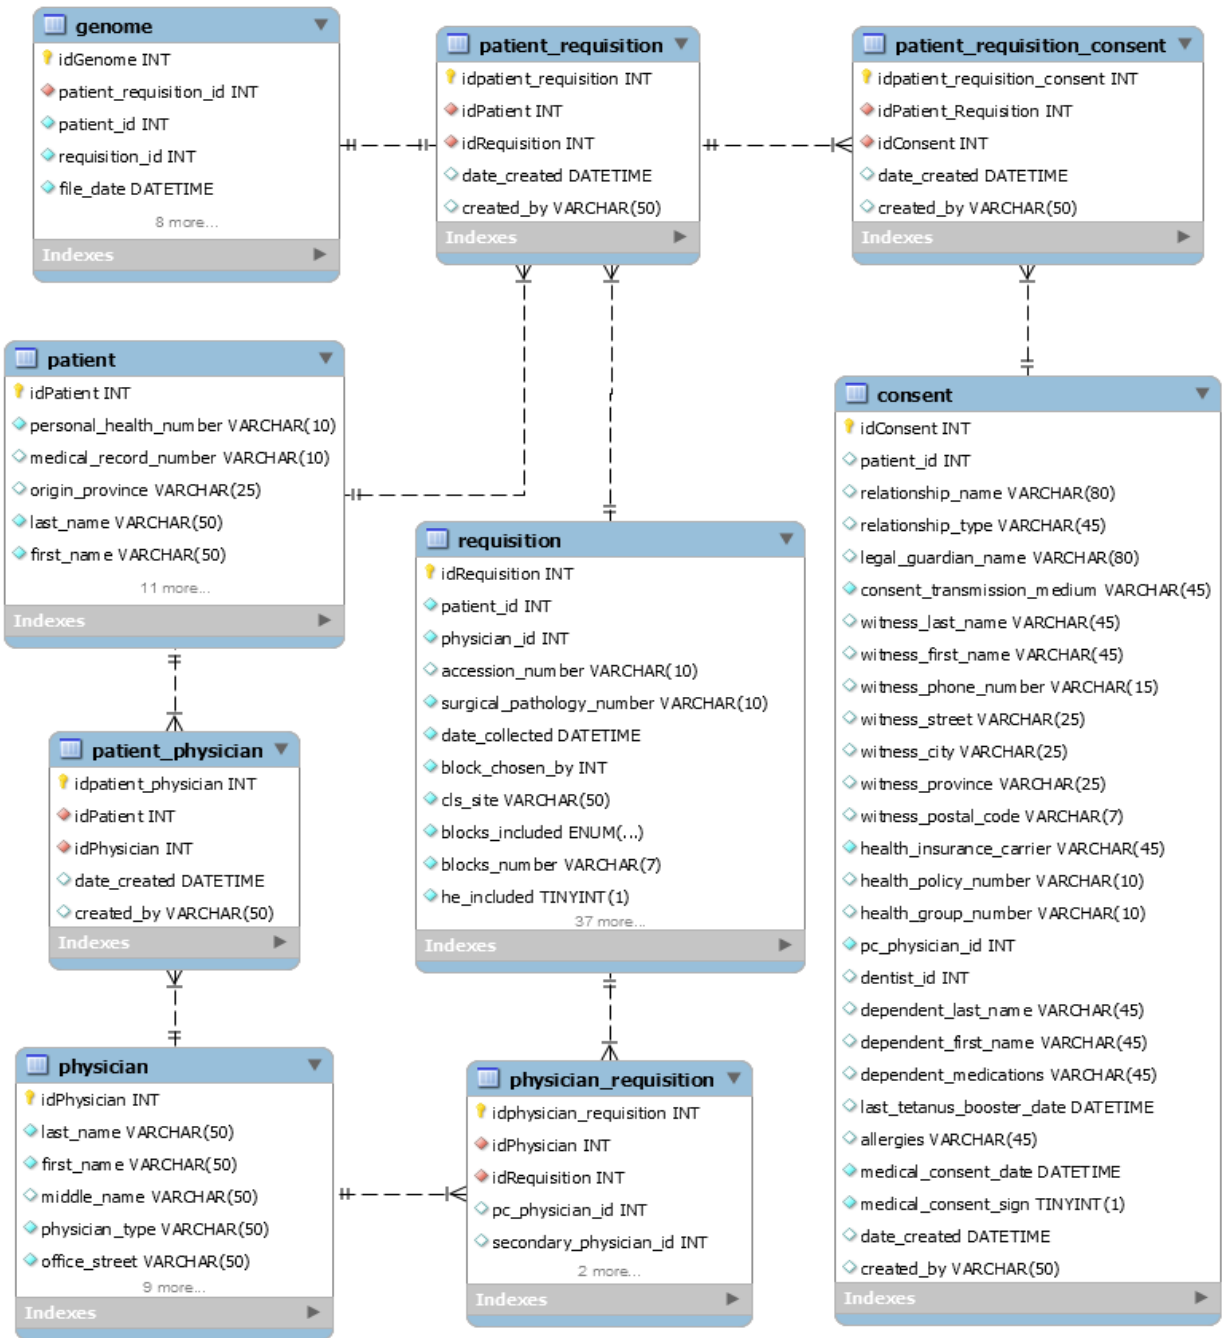 genome
idGenome INT
patient_requisition_id INT
patient_id INT
requisition_id INT
file_date DATETIME
8 more...
Indexes
patient_requisition
idpatient_requisition INT
idPatient INT
idRequisition INT
date_created DATETIME
created_by VARCHAR(50)
Indexes
patient_requisition_consent
idpatient_requisition_consent INT
idPatient_Requisition INT
idConsent INT
date_created DATETIME
created_by VARCHAR(50)
Indexes
patient
idPatient INT
personal_health_number VARCHAR(10)
medical_record_number VARCHAR(10)
origin_province VARCHAR(25)
last_name VARCHAR(50)
first_name VARCHAR(50)
11 more...
Indexes
requisition
idRequisition INT
patient_id INT
physician_id INT
accession_number VARCHAR(10)
surgical_pathology_number VARCHAR(10)
date_collected DATETIME
block_chosen_by INT
cls_site VARCHAR(50)
blocks_included ENUM(...)
blocks_number VARCHAR(7)
he_included TINYINT(1)
37 more...
Indexes
consent
idConsent INT
patient_id INT
relationship_name VARCHAR(80)
relationship_type VARCHAR(45)
legal_guardian_name VARCHAR(80)
consent_transmission_medium VARCHAR(45)
witness_last_name VARCHAR(45)
witness_first_name VARCHAR(45)
witness_phone_number VARCHAR(15)
witness_street VARCHAR(25)
witness_city VARCHAR(25)
witness_province VARCHAR(25)
witness_postal_code VARCHAR(7)
health_insurance_carrier VARCHAR(45)
health_policy_number VARCHAR(10)
health_group_number VARCHAR(10)
pc_physician_id INT
dentist_id INT
dependent_last_name VARCHAR(45)
dependent_first_name VARCHAR(45)
dependent_medications VARCHAR(45)
last_tetanus_booster_date DATETIME
allergies VARCHAR(45)
medical_consent_date DATETIME
medical_consent_sign TINYINT(1)
date_created DATETIME
created_by VARCHAR(50)
Indexes
patient_physician
idpatient_physician INT
idPatient INT
idPhysician INT
date_created DATETIME
created_by VARCHAR(50)
Indexes
physician
idPhysician INT
last_name VARCHAR(50)
first_name VARCHAR(50)
middle_name VARCHAR(50)
physician_type VARCHAR(50)
office_street VARCHAR(50)
9 more...
Indexes
physician_requisition
idphysician_requisition INT
idPhysician INT
idRequisition INT
pc_physician_id INT
secondary_physician_id INT
2 more...
Indexes